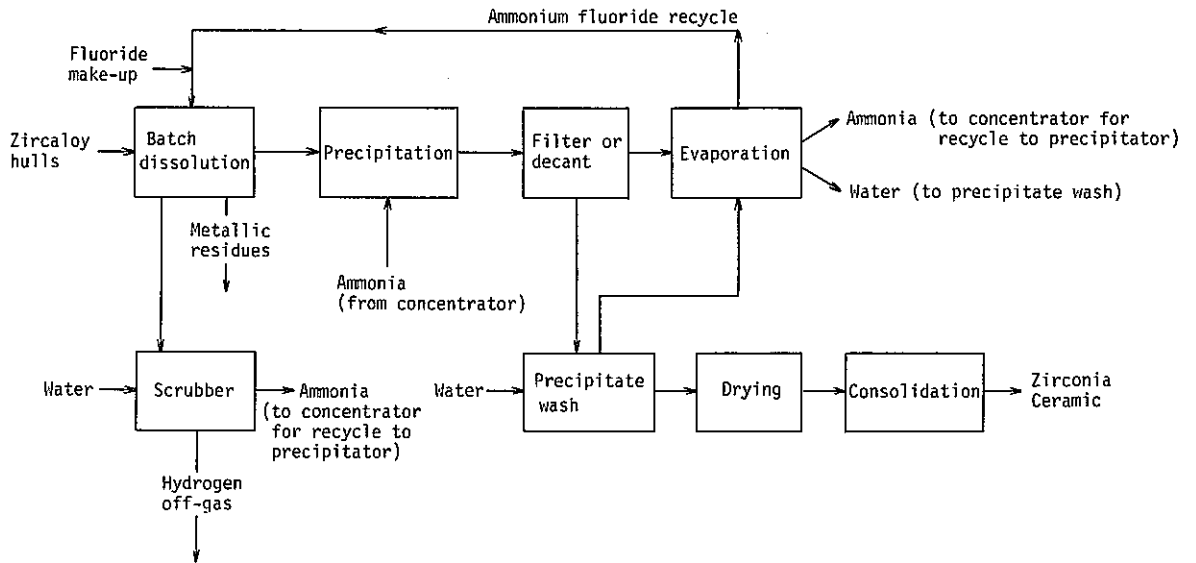 Ammonium fluoride recycle
Fluoride
make-up
Zircaloy
hulls
Batch
dissolution
Precipitation
Filter or
decant
Evaporation
Ammonia (to concentrator for
recycle to precipitator)
Water (to precipitate wash)
Metallic
residues
Ammonia
(from concentrator)
Water
Scrubber
Ammonia
(to concentrator
for recycle to
precipitator)
Water
Precipitate
wash
Drying
Consolidation
Zirconia
Ceramic
Hydrogen
off-gas